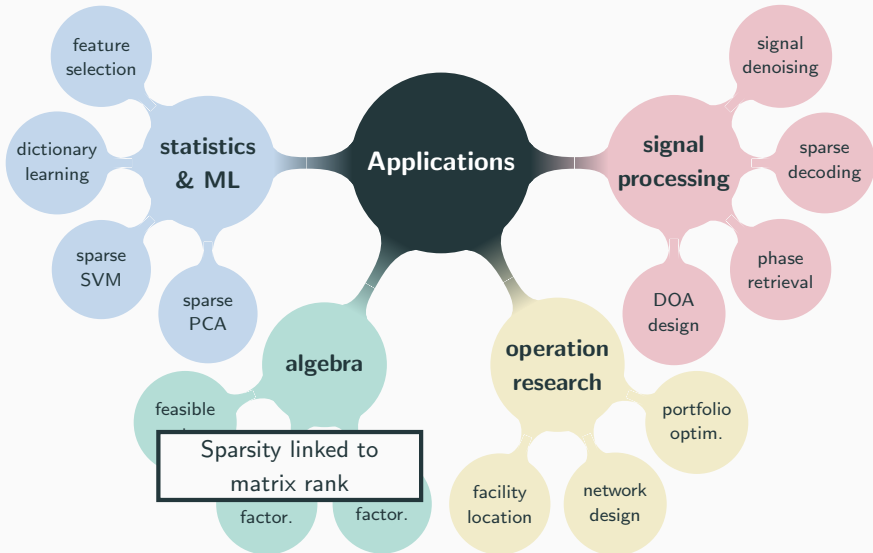 Applications
statistics
& ML
feature
selection
dictionary
learning
sparse
SVM
sparse
PCA
signal
processing
signal
denoising
sparse
decoding
phase
retrieval
DOA
design
algebra
feasible
Sparsity linked to
matrix rank
factor.
factor.
operation
research
portfolio
optim.
network
design
facility
location